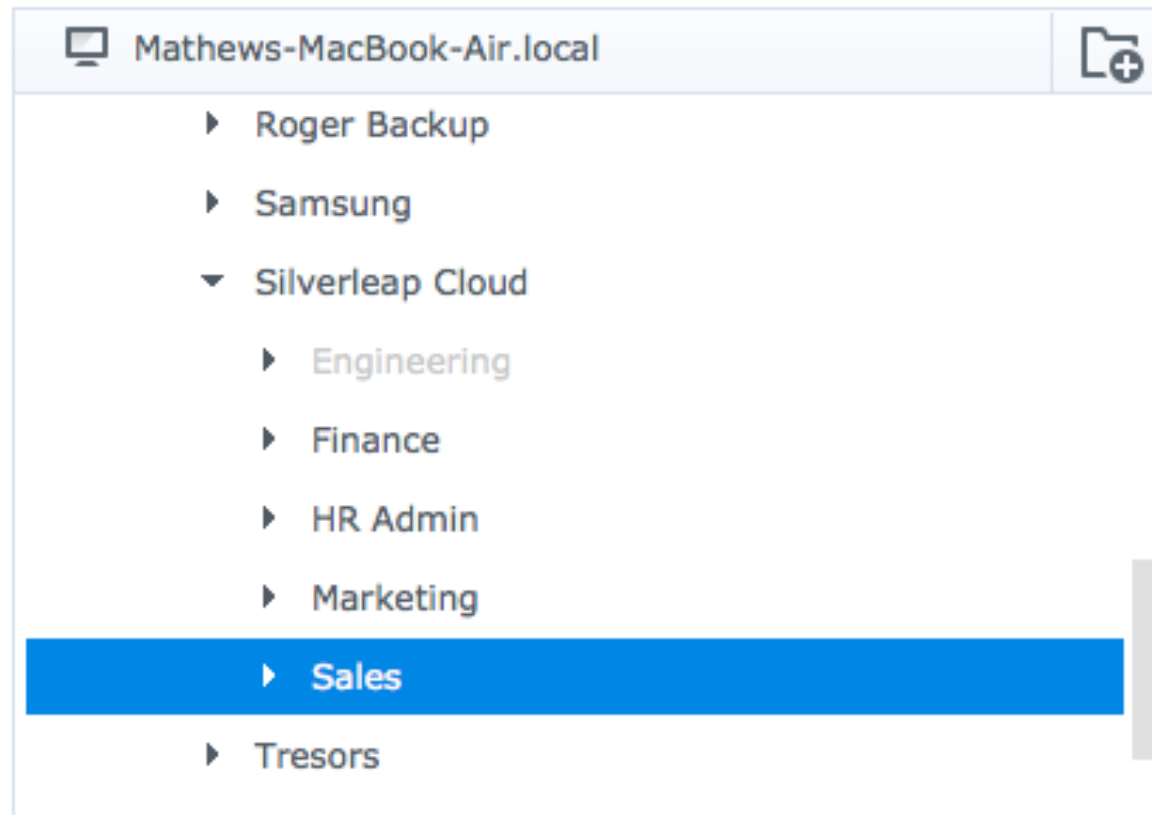 Mathews-MacBook-Air.local
Roger Backup
Samsung
Silverleap Cloud
Engineering
Finance
HR Admin
Marketing
Sales
Tresors